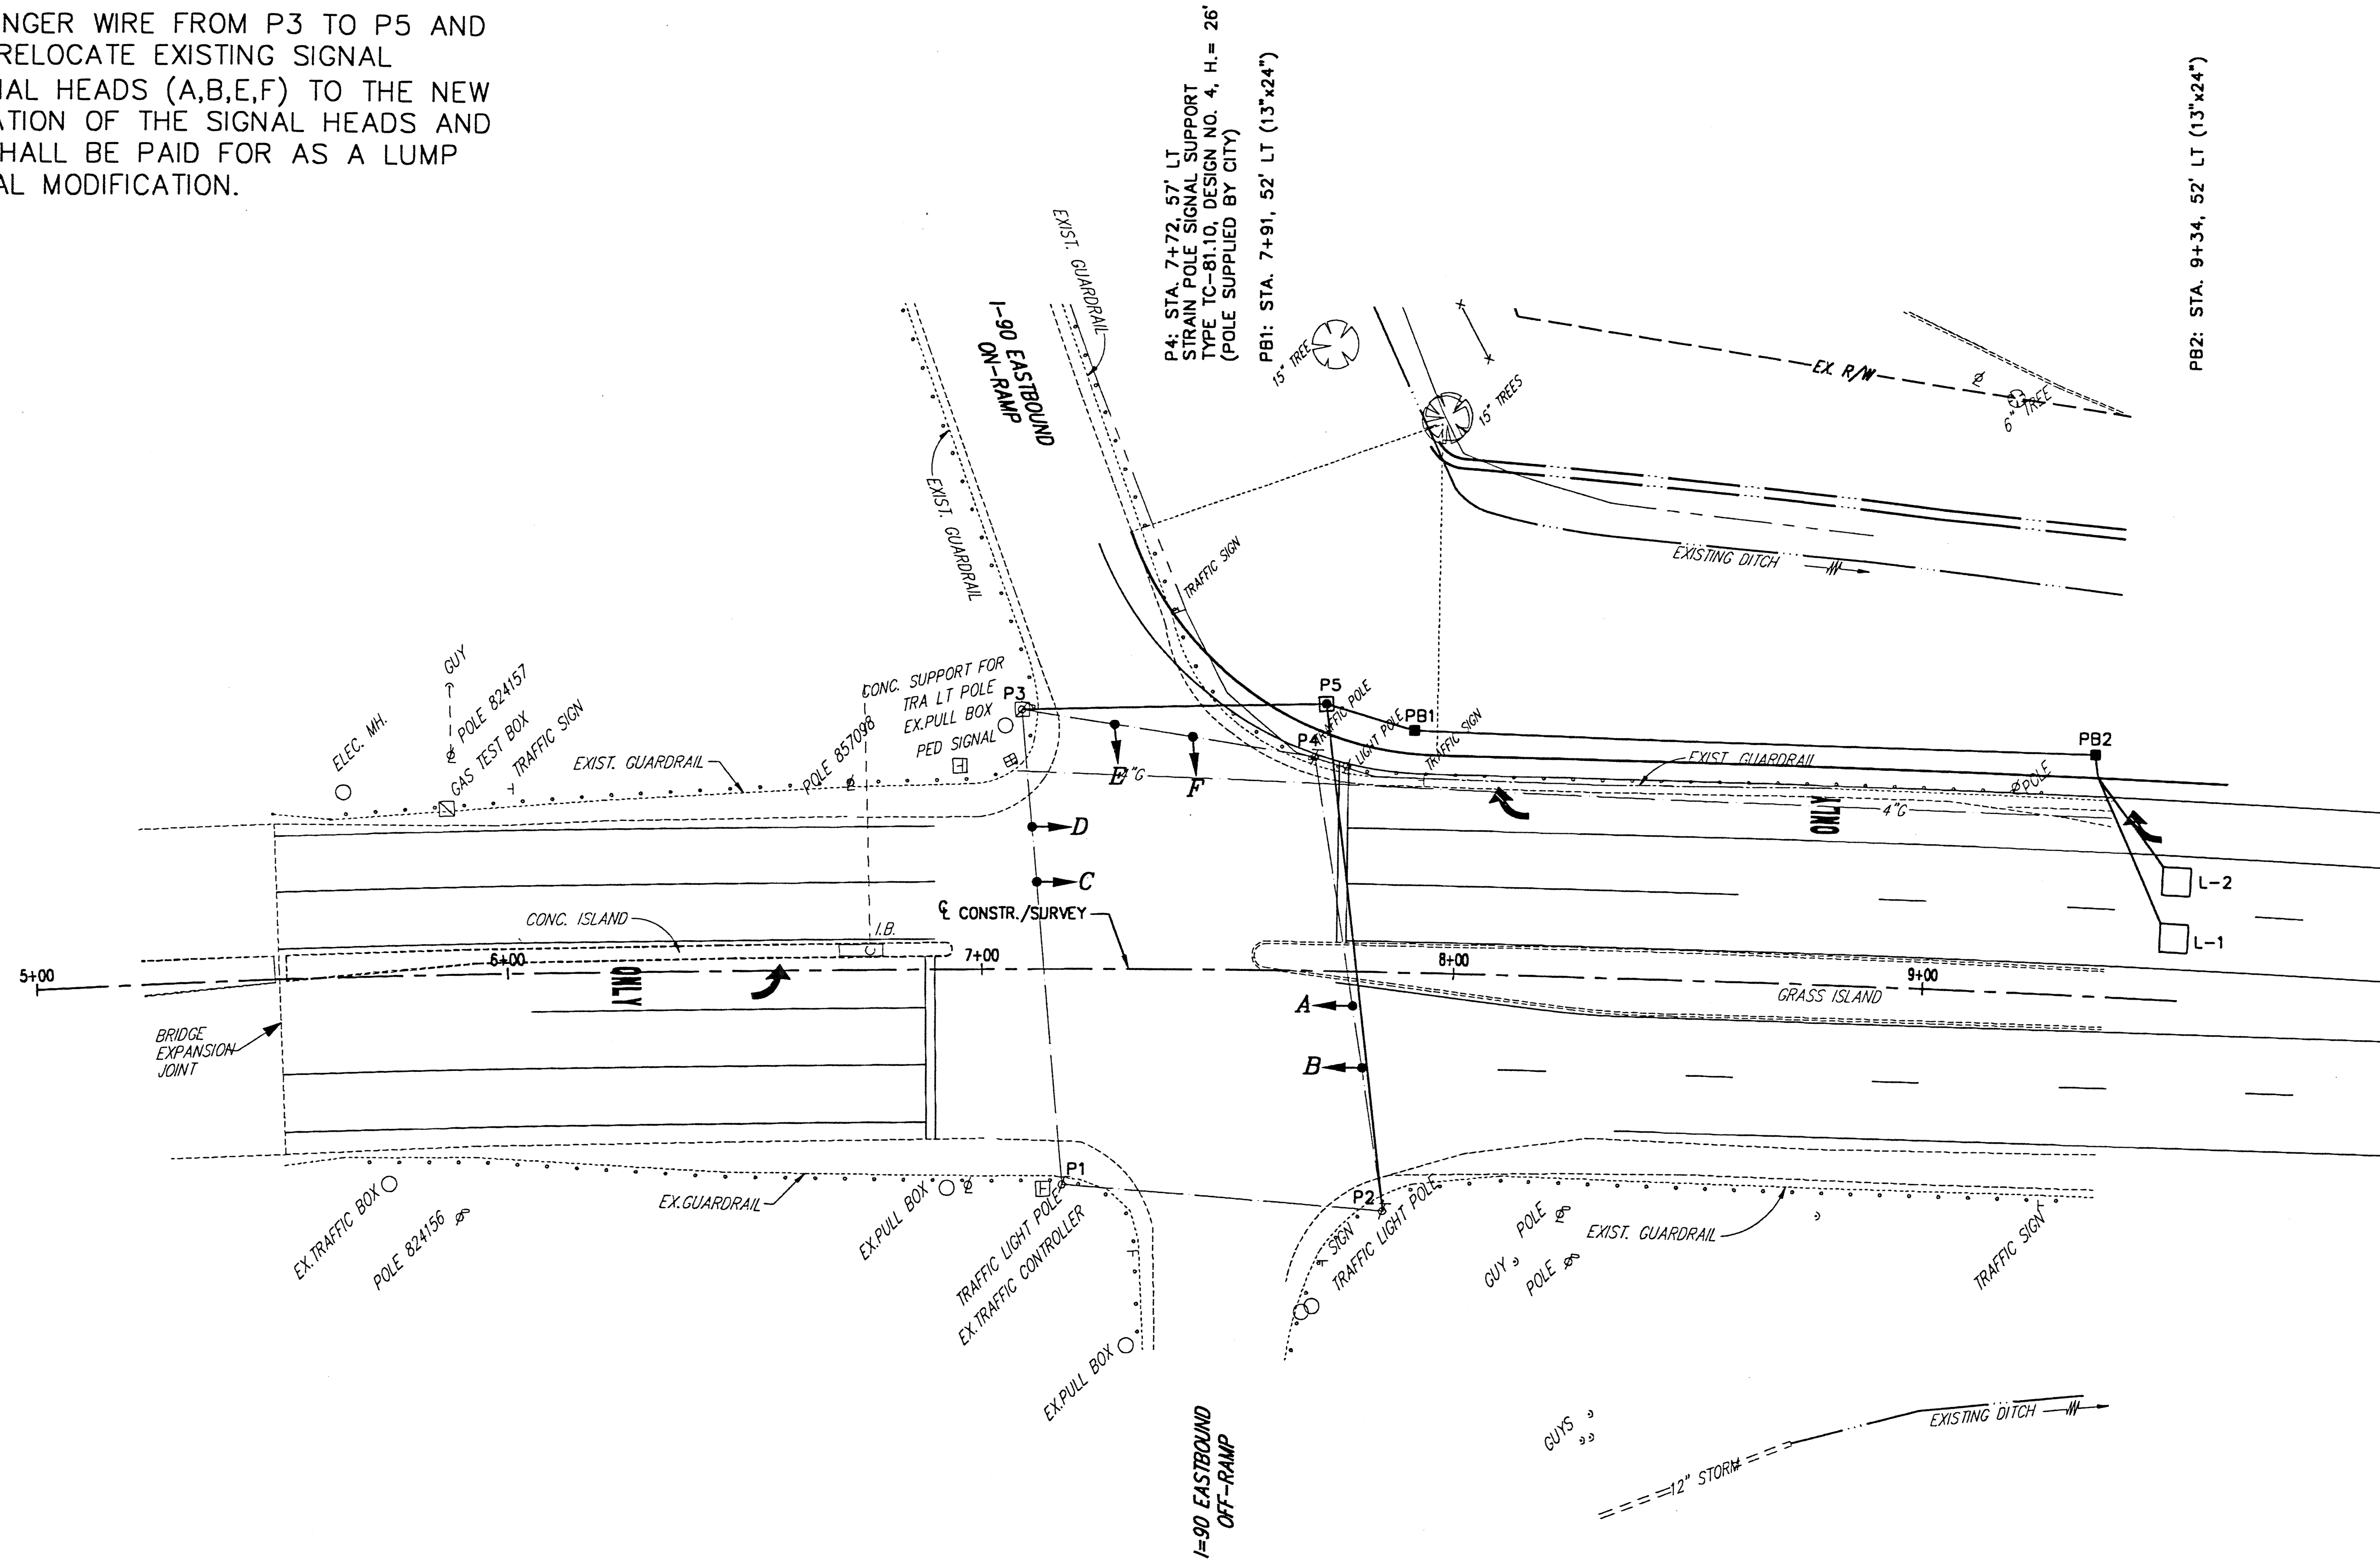 NGER WIRE FROM P3 TO P5 AND
RELOCATE EXISTING SIGNAL
NAL HEADS (A,B,E,F) TO THE NEW
ATION OF THE SIGNAL HEADS AND
HALL BE PAID FOR AS A LUMP
AL MODIFICATION.
P4: STA. 7+72, 57' LT
STRAIN POLE SIGNAL SUPPORT
TYPE TC-81.10, DESIGN NO. 4, H.= 26'
(POLE SUPPLIED BY CITY)
PB1: STA. 7+91, 52' LT (13"x24")
PB2: STA. 9+34, 52' LT (13"x24")
EXIST. GUARDRAIL
I-90 EASTBOUND
ON-RAMP
15" TREE
15" TREES
EX. R/W
6" TREE
EXIST. GUARDRAIL
EXISTING DITCH
TRAFFIC SIGN
GUY
POLE 824157
GAS TEST BOX
TRAFFIC SIGN
ELEC. MH.
EXIST. GUARDRAIL
POLE 857098
CONC. SUPPORT FOR
TRA LT POLE
EX.PULL BOX
PED SIGNAL
P3
P5
TRAFFIC POLE
P4
LIGHT POLE
PB1
TRAFFIC SIGN
PB2
EXIST. GUARDRAIL
POLE
E
4"G
F
D
C
ONLY
4"G
L-2
L-1
CONC. ISLAND
℄ CONSTR./SURVEY
I.B.
5+00
6+00
7+00
8+00
9+00
ONLY
GRASS ISLAND
A
B
BRIDGE
EXPANSION
JOINT
P1
P2
EX.GUARDRAIL
EX.TRAFFIC BOX
POLE 824156
EX.PULL BOX
TRAFFIC LIGHT POLE
EX.TRAFFIC CONTROLLER
EX.PULL BOX
SIGN
TRAFFIC LIGHT POLE
POLE
GUY
POLE
EXIST. GUARDRAIL
TRAFFIC SIGN
I=90 EASTBOUND
OFF-RAMP
GUYS
12" STORM
EXISTING DITCH